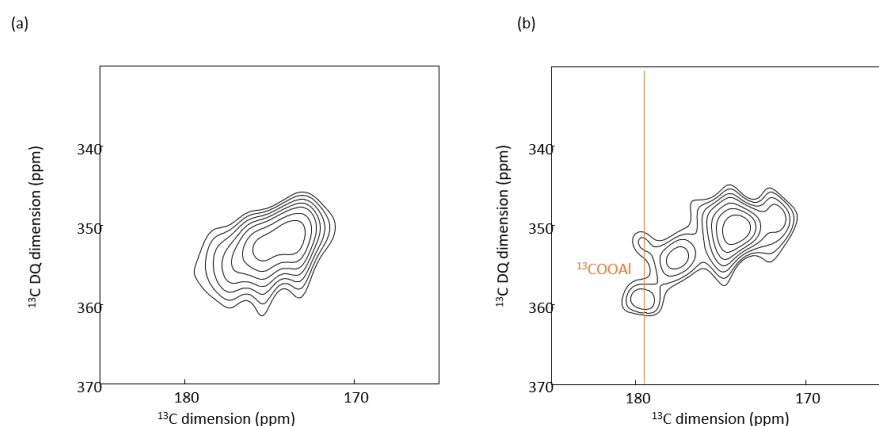 (a)
(b)
¹³C DQ dimension (ppm)
340
350
360
370
180
170
¹³C dimension (ppm)
¹³C DQ dimension (ppm)
340
350
360
370
¹³COOAl
180
170
¹³C dimension (ppm)